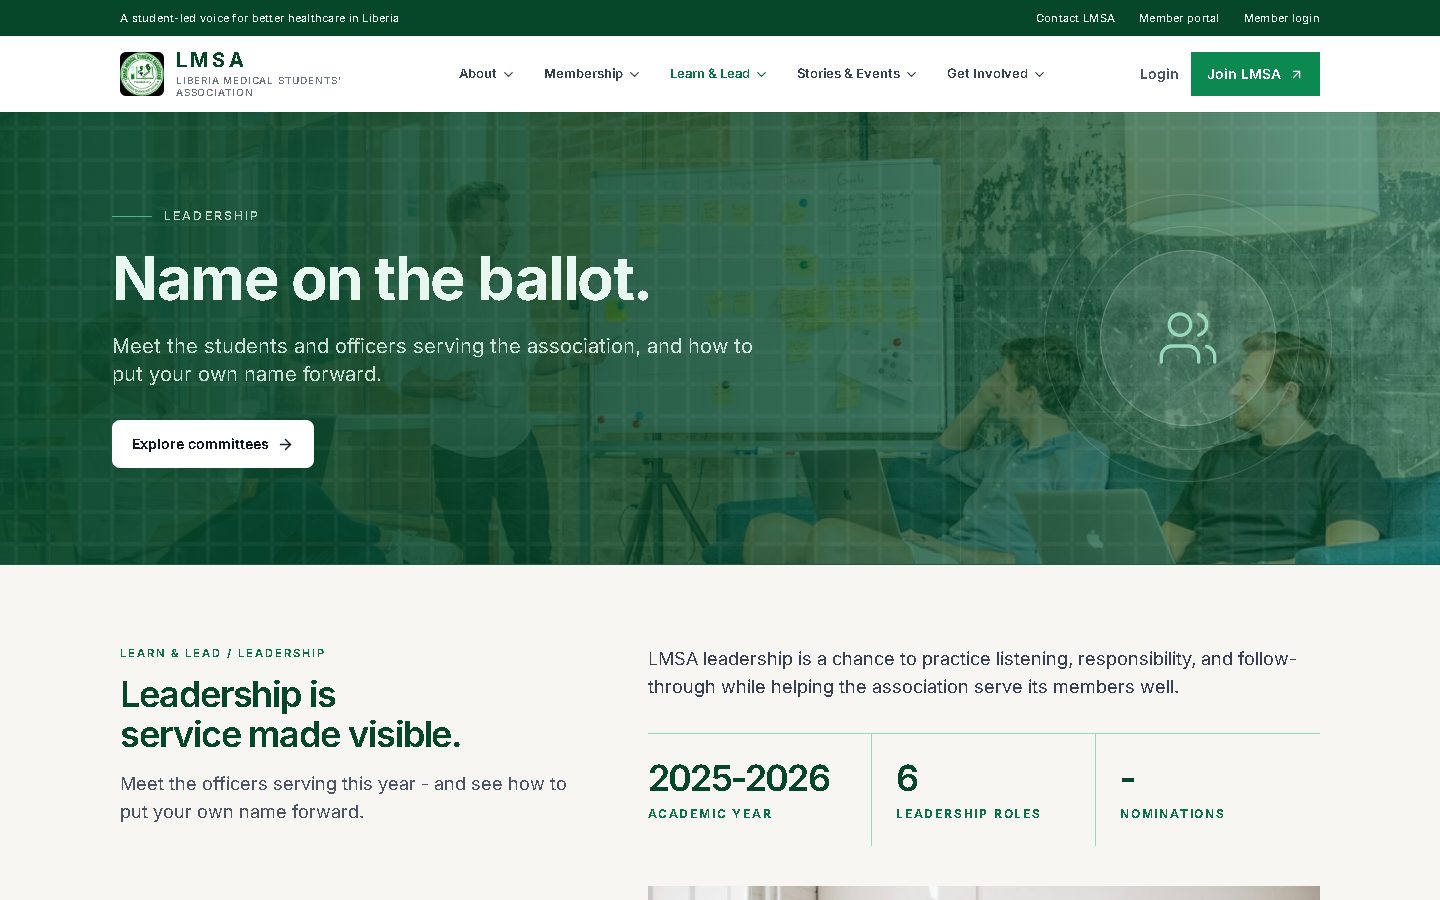 A student-led voice for better healthcare in Liberia
Contact LMSA
Member portal
Member login
LMSA
LIBERIA MEDICAL STUDENTS'
ASSOCIATION
About
Membership
Learn & Lead
Stories & Events
Get Involved
Login
Join LMSA
LEADERSHIP
Name on the ballot.
Meet the students and officers serving the association, and how to
put your own name forward.
Explore committees
LEARN & LEAD / LEADERSHIP
Leadership is
service made visible.
Meet the officers serving this year - and see how to
put your own name forward.
LMSA leadership is a chance to practice listening, responsibility, and follow-
through while helping the association serve its members well.
2025-2026
ACADEMIC YEAR
6
LEADERSHIP ROLES
-
NOMINATIONS